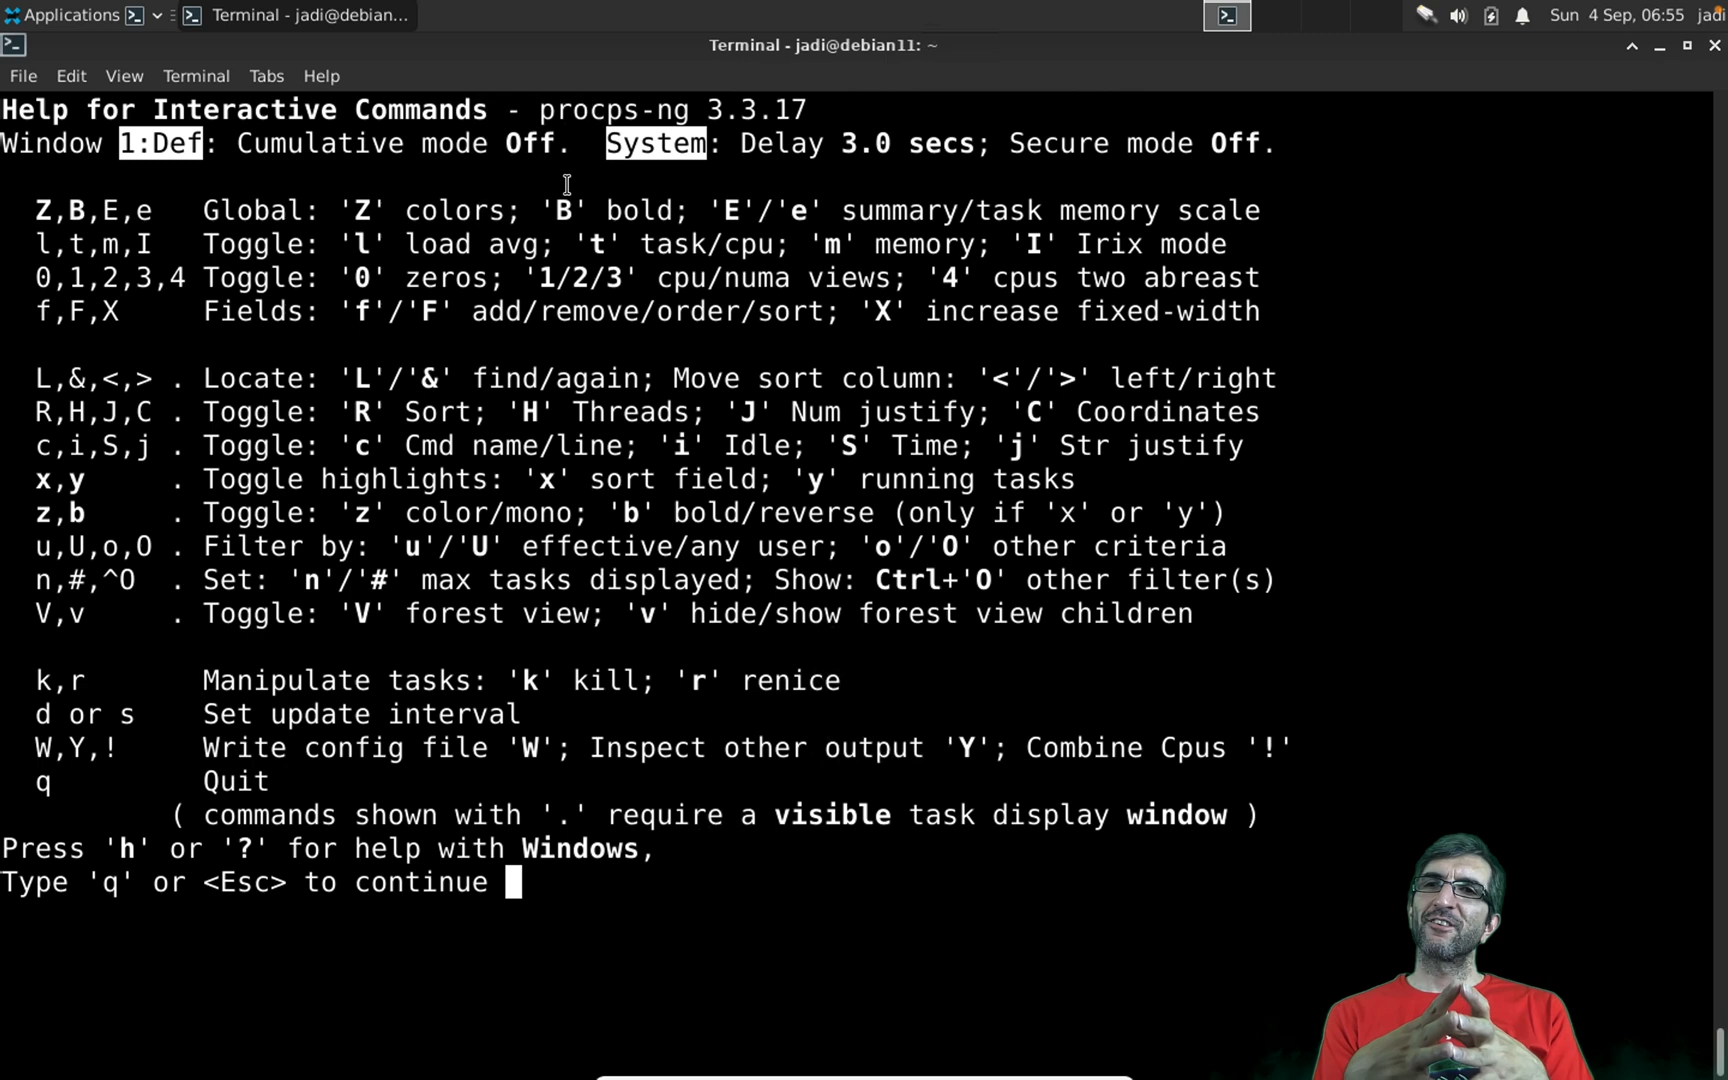 Applications Terminal - jadi@debian... Sun 4 Sep, 06:55 jadi
Terminal - jadi@debian11: ~
File Edit View Terminal Tabs Help
Help for Interactive Commands - procps-ng 3.3.17
Window 1:Def: Cumulative mode Off.  System: Delay 3.0 secs; Secure mode Off.
Z,B,E,e   Global: 'Z' colors; 'B' bold; 'E'/'e' summary/task memory scale
l,t,m,I   Toggle: 'l' load avg; 't' task/cpu; 'm' memory; 'I' Irix mode
0,1,2,3,4 Toggle: '0' zeros; '1/2/3' cpu/numa views; '4' cpus two abreast
f,F,X     Fields: 'f'/'F' add/remove/order/sort; 'X' increase fixed-width
L,&,<,> . Locate: 'L'/'&' find/again; Move sort column: '<'/'>' left/right
R,H,J,C . Toggle: 'R' Sort; 'H' Threads; 'J' Num justify; 'C' Coordinates
c,i,S,j . Toggle: 'c' Cmd name/line; 'i' Idle; 'S' Time; 'j' Str justify
x,y     . Toggle highlights: 'x' sort field; 'y' running tasks
z,b     . Toggle: 'z' color/mono; 'b' bold/reverse (only if 'x' or 'y')
u,U,o,O . Filter by: 'u'/'U' effective/any user; 'o'/'O' other criteria
n,#,^O  . Set: 'n'/'#' max tasks displayed; Show: Ctrl+'O' other filter(s)
V,v     . Toggle: 'V' forest view; 'v' hide/show forest view children
k,r       Manipulate tasks: 'k' kill; 'r' renice
d or s    Set update interval
W,Y,!     Write config file 'W'; Inspect other output 'Y'; Combine Cpus '!'
q         Quit
( commands shown with '.' require a visible task display window )
Press 'h' or '?' for help with Windows,
Type 'q' or <Esc> to continue